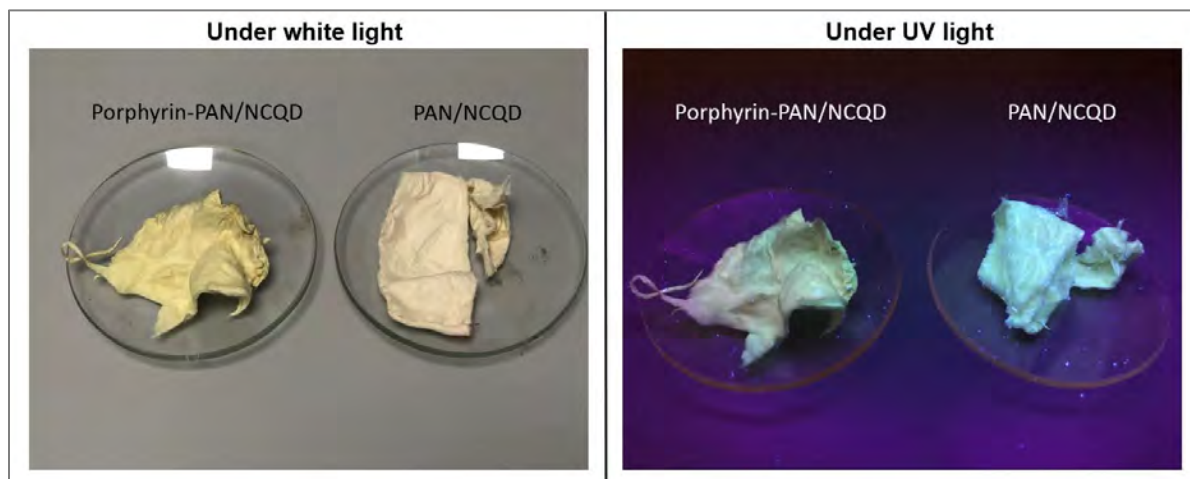 Under white light
Porphyrin-PAN/NCQD
PAN/NCQD
Under UV light
Porphyrin-PAN/NCQD
PAN/NCQD